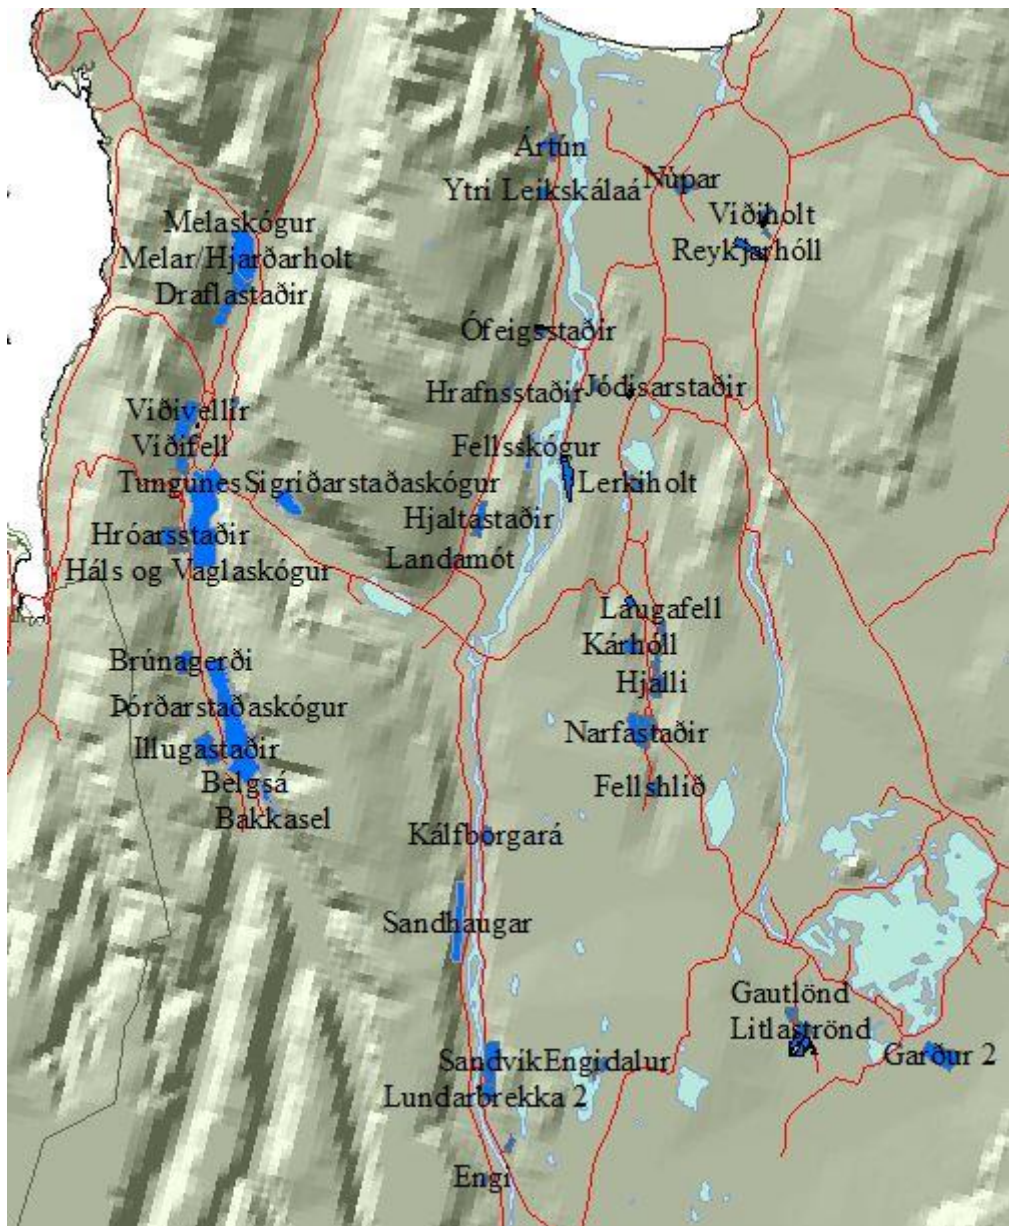 Ártún
Ytri Leikskálaá
Núpar
Víðiholt
Reykjarhóll
Melaskógur
Melar/Hjarðarholt
Draflastaðir
Ófeigsstaðir
Hrafnsstaðir
Jódísarstaðir
Víðivellir
Víðifell
Fellsskógur
Tungunes
Sigríðarstaðaskógur
Lerkiholt
Hjaltastaðir
Hróarsstaðir
Landamót
Háls og Vaglaskógur
Laugafell
Kárhóll
Brúnagerði
Hjalli
Þórðarstaðaskógur
Narfastaðir
Illugastaðir
Belgsá
Fellshlíð
Bakkasel
Kálfborgará
Sandhaugar
Gautlönd
Litlaströnd
Garður 2
Sandvík
Engidalur
Lundarbrekka 2
Engi